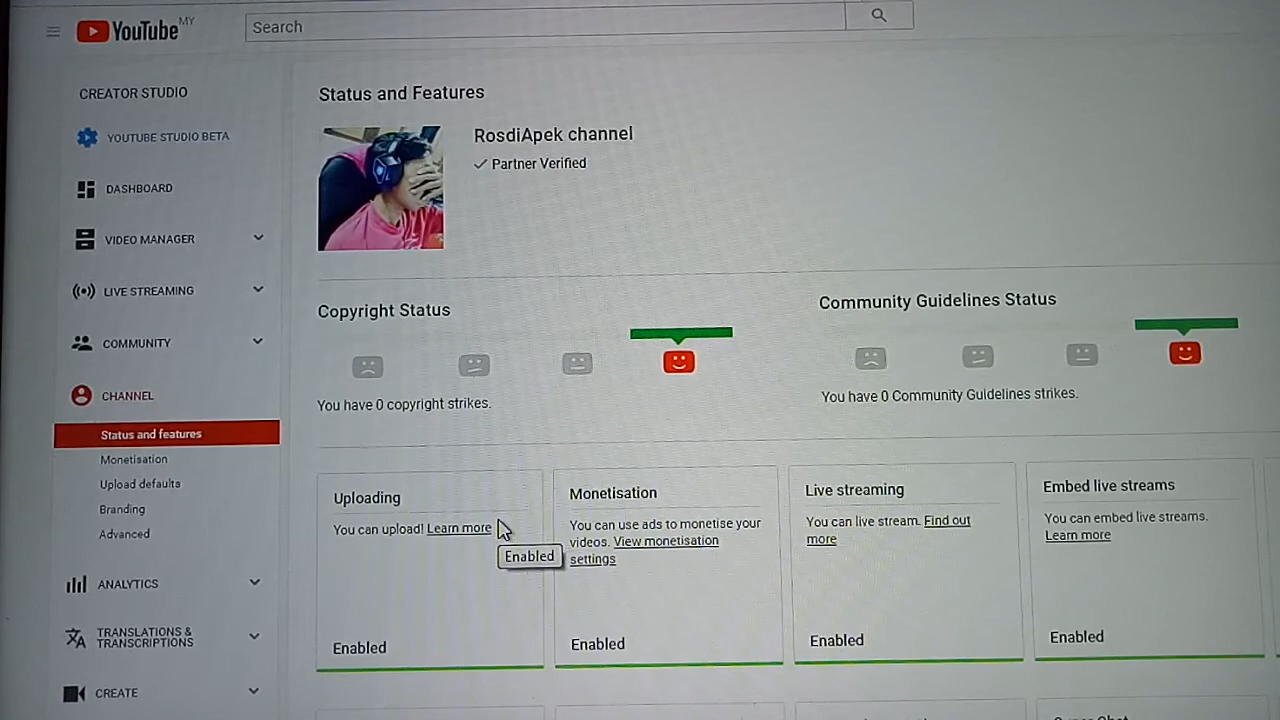 YouTube MY
Search
CREATOR STUDIO
YOUTUBE STUDIO BETA
DASHBOARD
VIDEO MANAGER
LIVE STREAMING
COMMUNITY
CHANNEL
Status and features
Monetisation
Upload defaults
Branding
Advanced
ANALYTICS
TRANSLATIONS &
TRANSCRIPTIONS
CREATE
Status and Features
RosdiApek channel
Partner Verified
Copyright Status
You have 0 copyright strikes.
Community Guidelines Status
You have 0 Community Guidelines strikes.
Uploading
You can upload! Learn more
Enabled
Enabled
Monetisation
You can use ads to monetise your
videos. View monetisation
settings
Enabled
Live streaming
You can live stream. Find out
more
Enabled
Embed live streams
You can embed live streams.
Learn more
Enabled